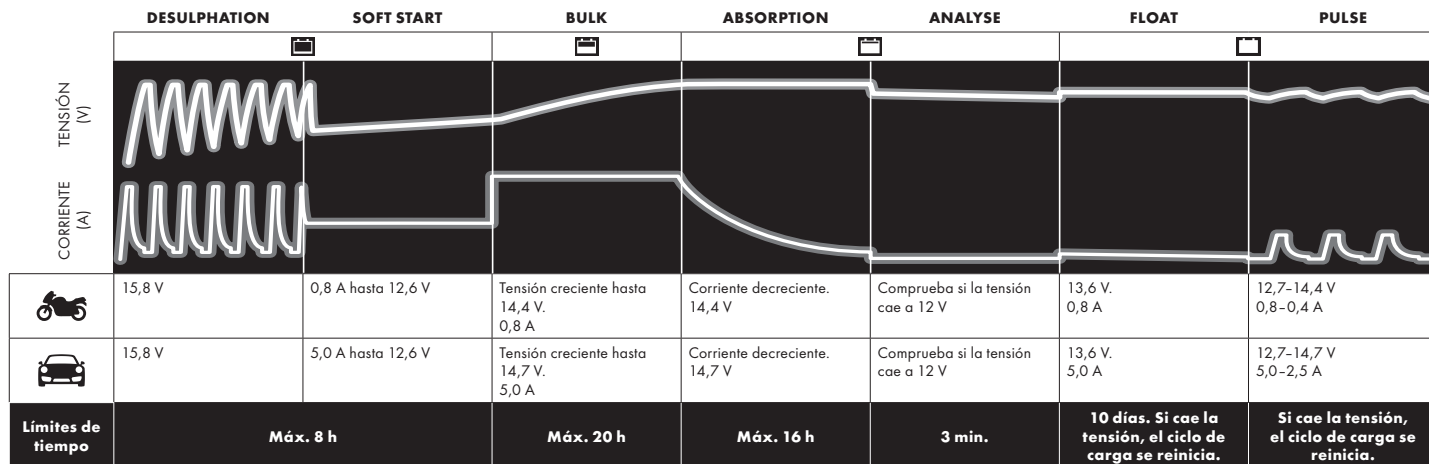 DESULPHATION SOFT START BULK ABSORPTION ANALYSE FLOAT PULSE
TENSIÓN
(V)
CORRIENTE
(A)
15,8 V
0,8 A hasta 12,6 V
Tensión creciente hasta
14,4 V.
0,8 A
Corriente decreciente.
14,4 V
Comprueba si la tensión
cae a 12 V
13,6 V.
0,8 A
12,7–14,4 V
0,8–0,4 A
15,8 V
5,0 A hasta 12,6 V
Tensión creciente hasta
14,7 V.
5,0 A
Corriente decreciente.
14,7 V
Comprueba si la tensión
cae a 12 V
13,6 V.
5,0 A
12,7–14,7 V
5,0–2,5 A
Límites de
tiempo
Máx. 8 h
Máx. 20 h
Máx. 16 h
3 min.
10 días. Si cae la
tensión, el ciclo de
carga se reinicia.
Si cae la tensión,
el ciclo de carga se
reinicia.